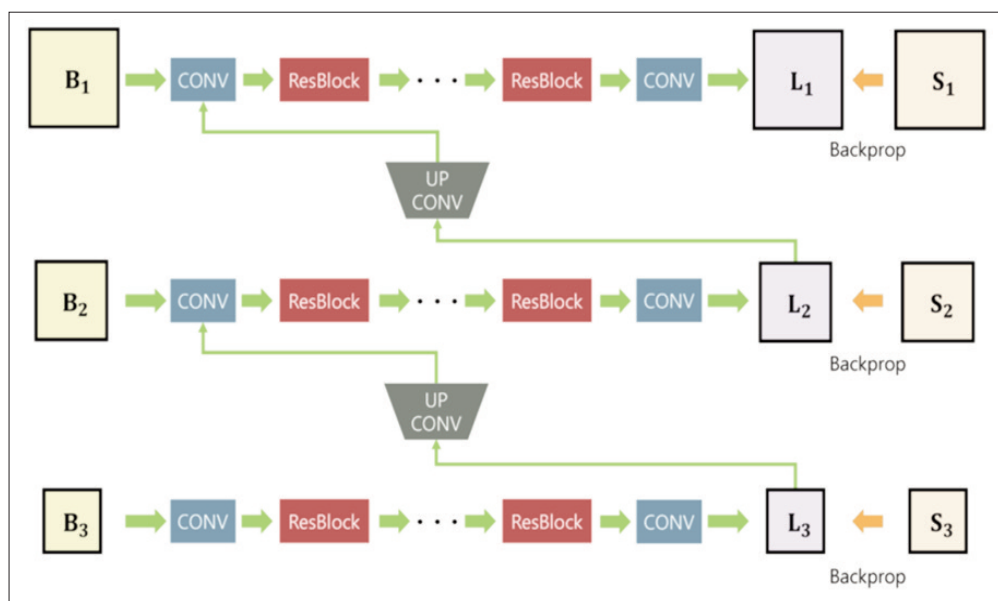 B₁ CONV ResBlock ··· ResBlock CONV L₁ S₁
Backprop
UP
CONV
B₂ CONV ResBlock ··· ResBlock CONV L₂ S₂
Backprop
UP
CONV
B₃ CONV ResBlock ··· ResBlock CONV L₃ S₃
Backprop